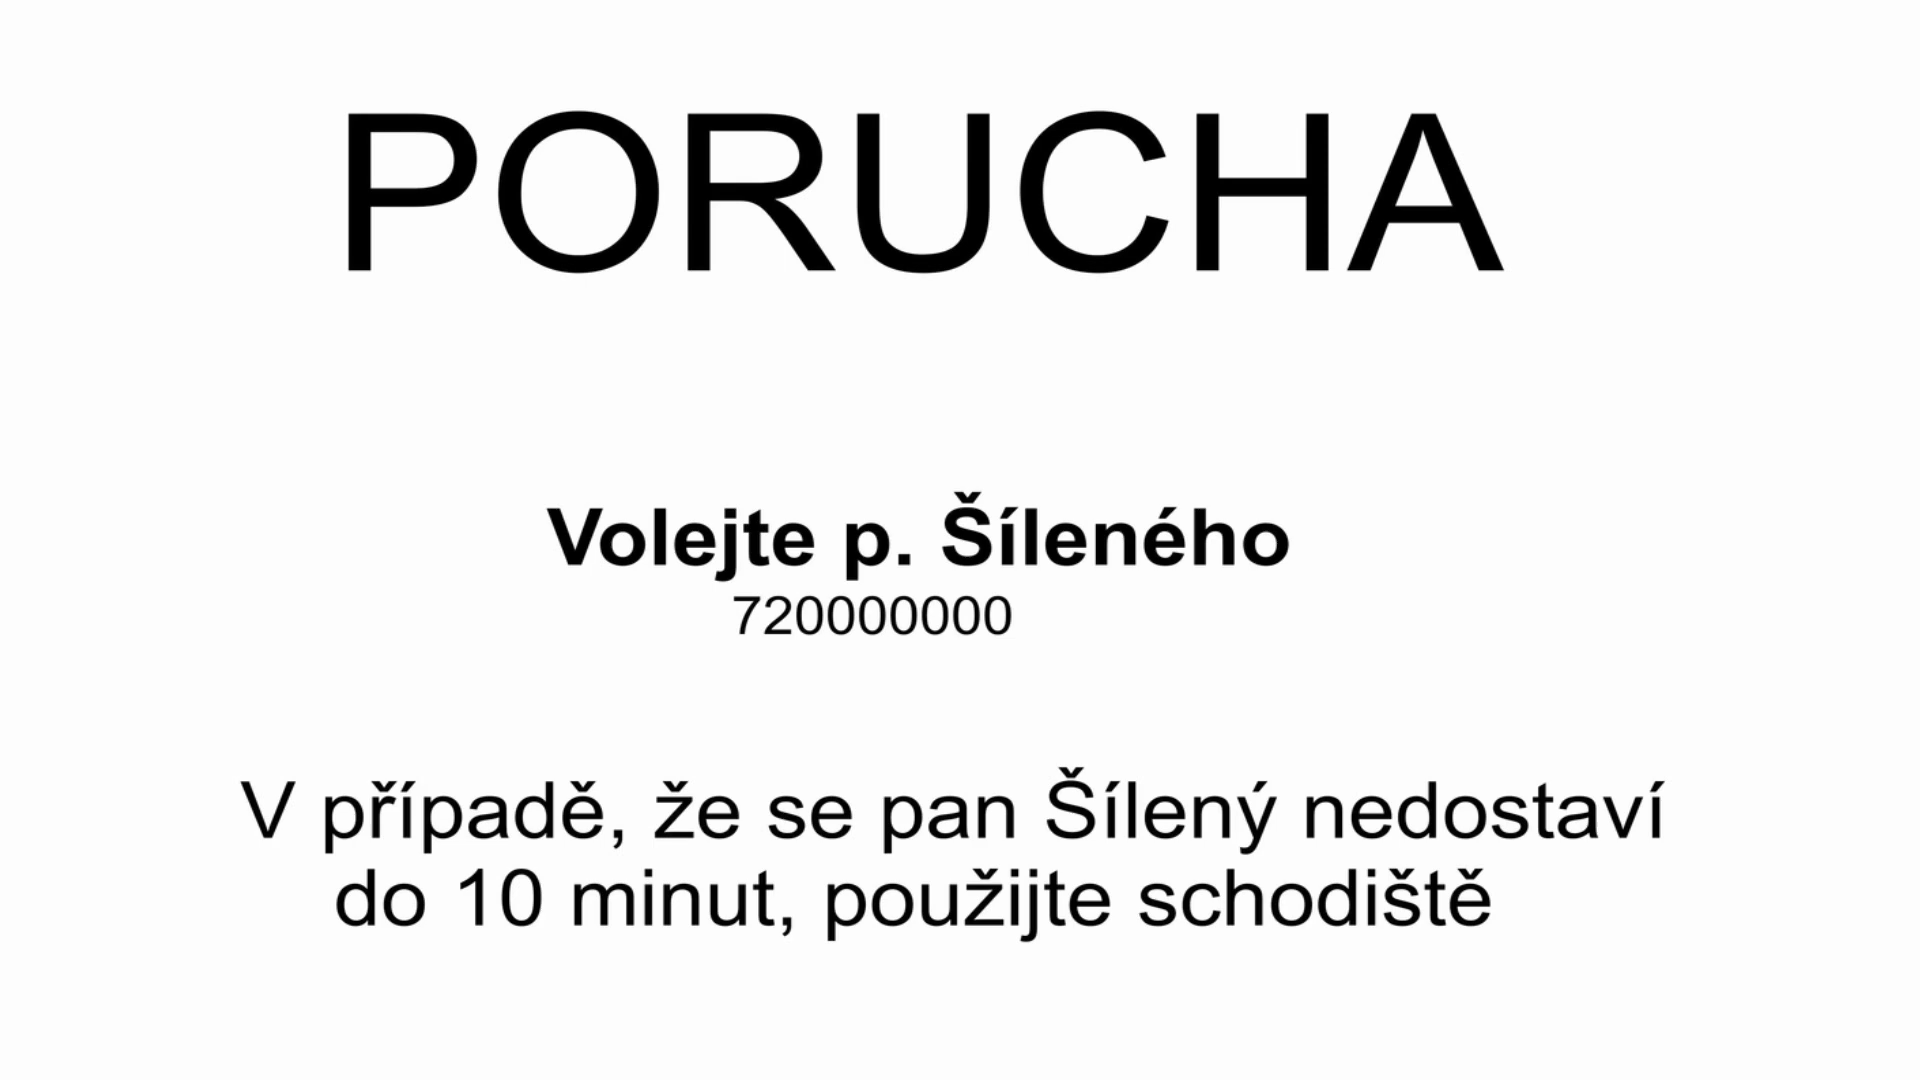 PORUCHA
Volejte p. Šíleného
720000000
V případě, že se pan Šílený nedostaví
do 10 minut, použijte schodiště